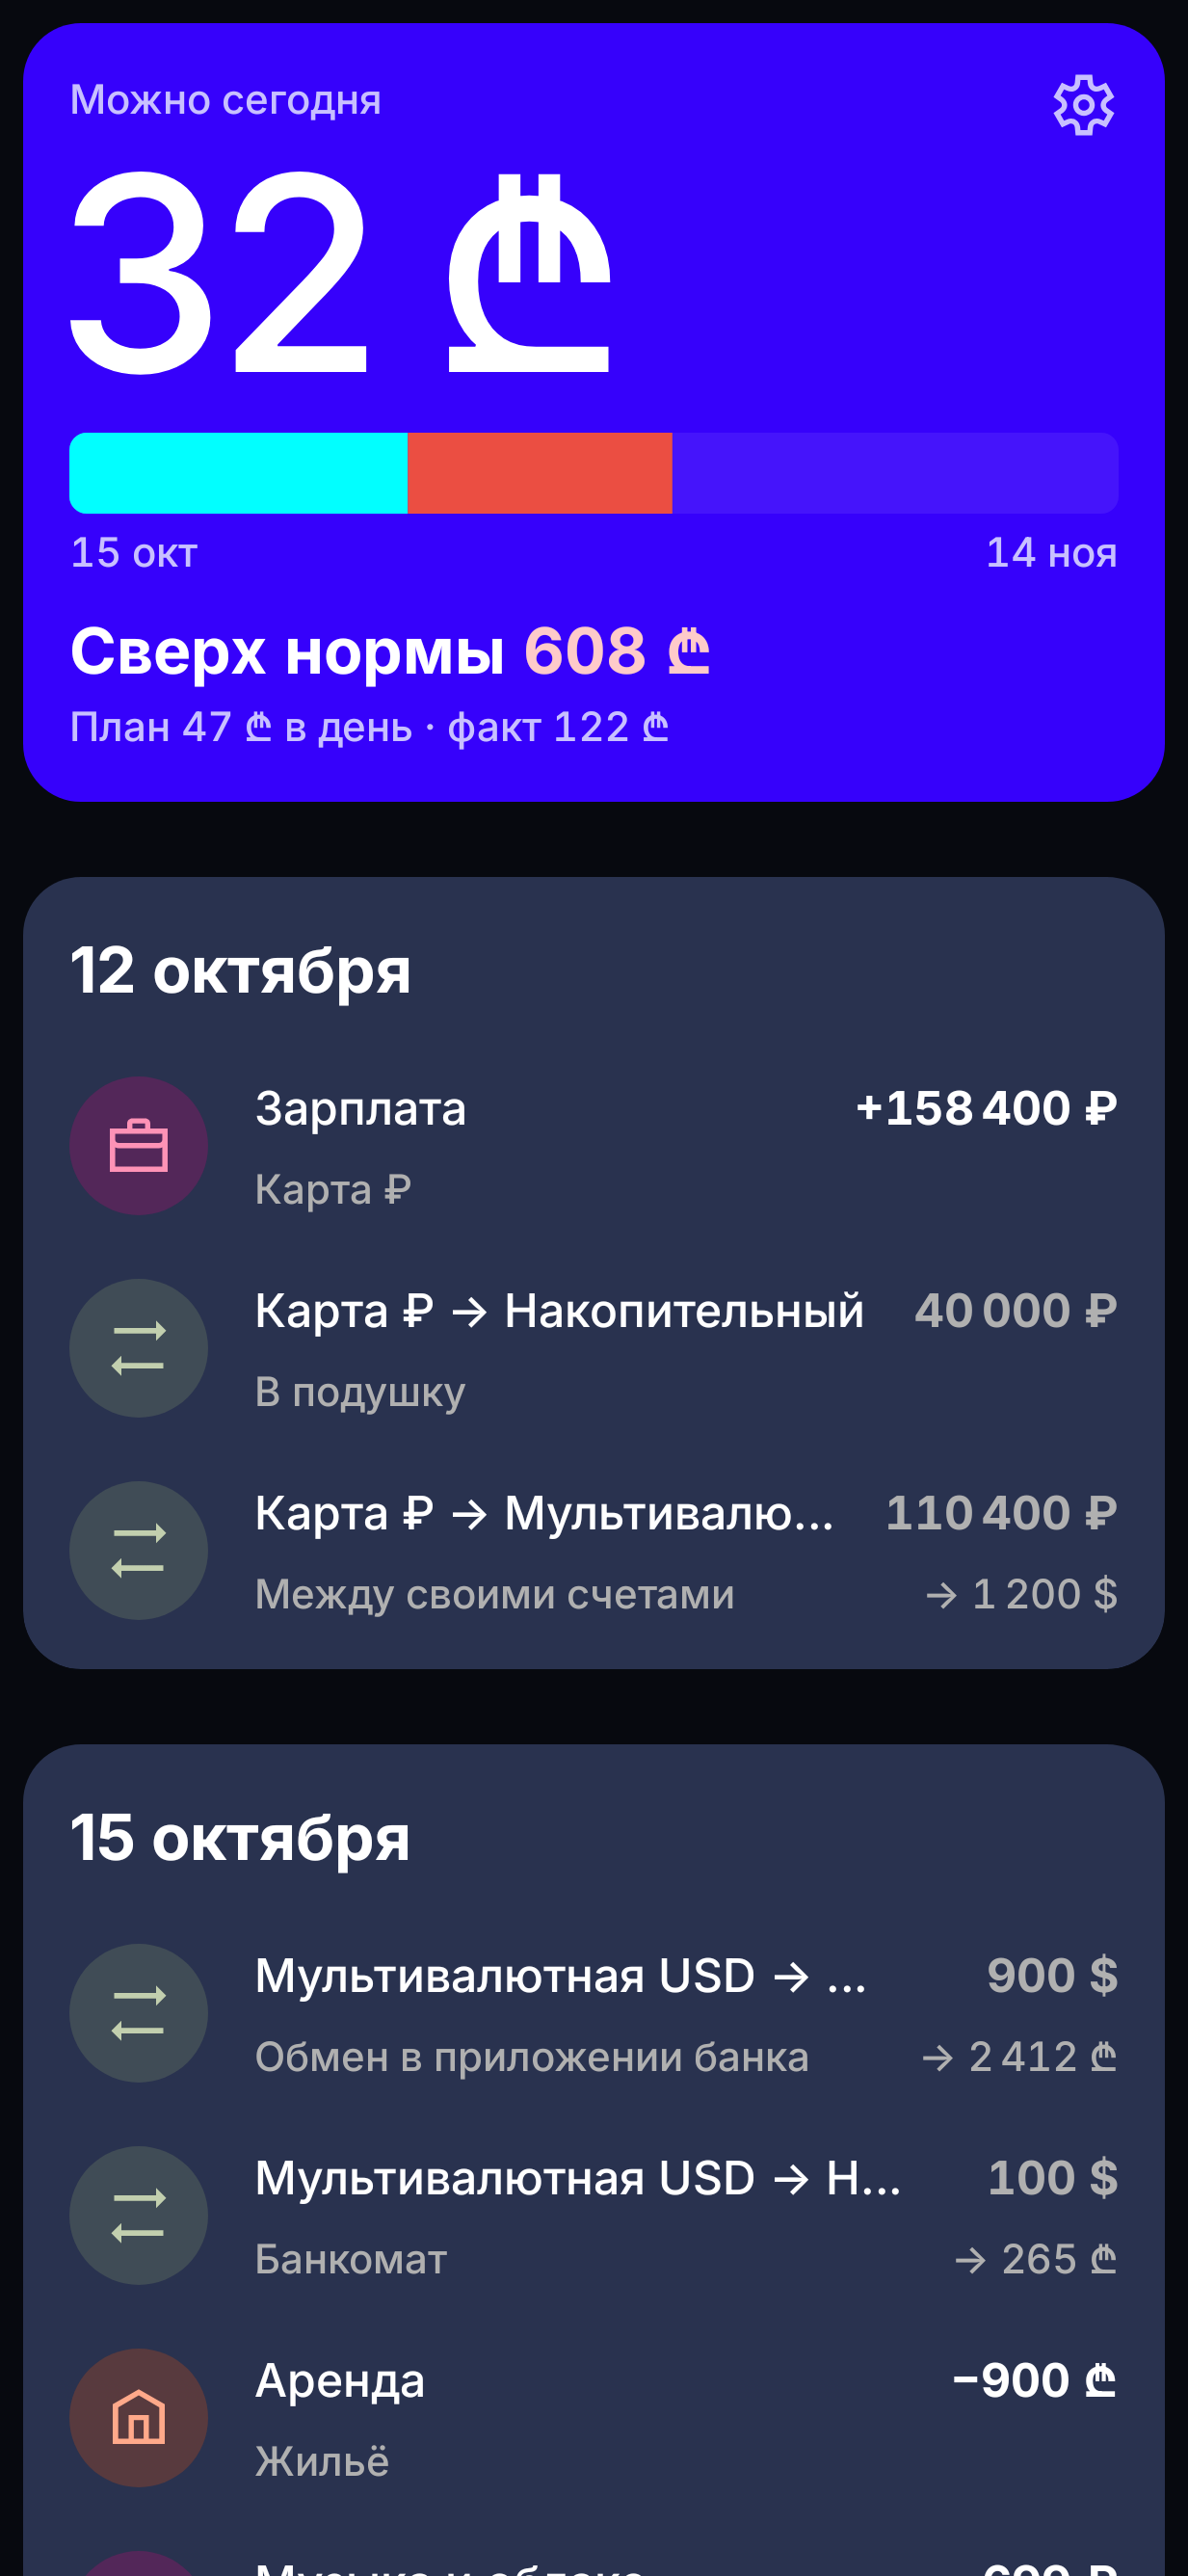 Можно сегодня
32 ₾
15 окт 14 ноя
Сверх нормы 608 ₾
План 47 ₾ в день · факт 122 ₾
12 октября
Зарплата +158 400 ₽
Карта ₽
Карта ₽ → Накопительный 40 000 ₽
В подушку
Карта ₽ → Мультивалю... 110 400 ₽
Между своими счетами → 1 200 $
15 октября
Мультивалютная USD → ... 900 $
Обмен в приложении банка → 2 412 ₾
Мультивалютная USD → Н... 100 $
Банкомат → 265 ₾
Аренда −900 ₾
Жильё